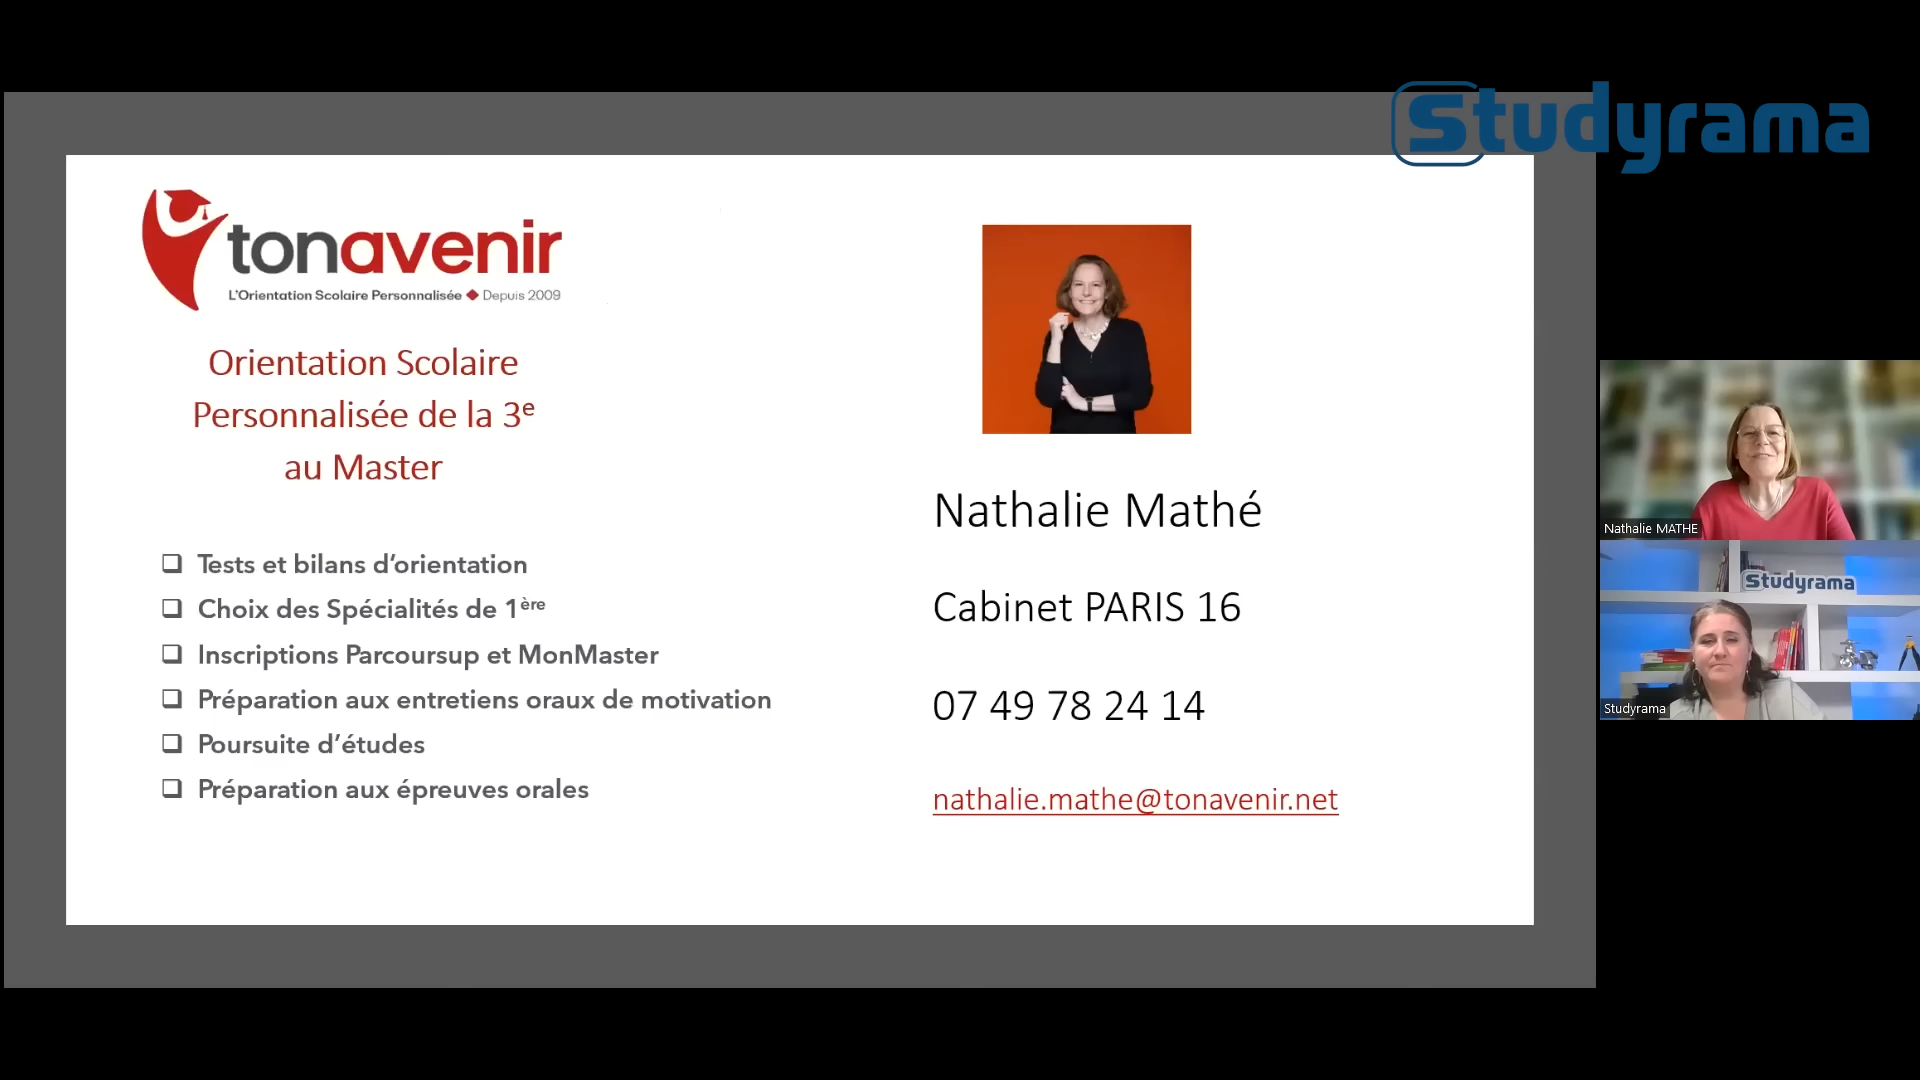 Studyrama
tonavenir
L'Orientation Scolaire Personnalisée ◆ Depuis 2009
Orientation Scolaire
Personnalisée de la 3e
au Master
❑ Tests et bilans d'orientation
❑ Choix des Spécialités de 1ère
❑ Inscriptions Parcoursup et MonMaster
❑ Préparation aux entretiens oraux de motivation
❑ Poursuite d'études
❑ Préparation aux épreuves orales
Nathalie Mathé
Cabinet PARIS 16
07 49 78 24 14
nathalie.mathe@tonavenir.net
Nathalie MATHE
Studyrama
Studyrama